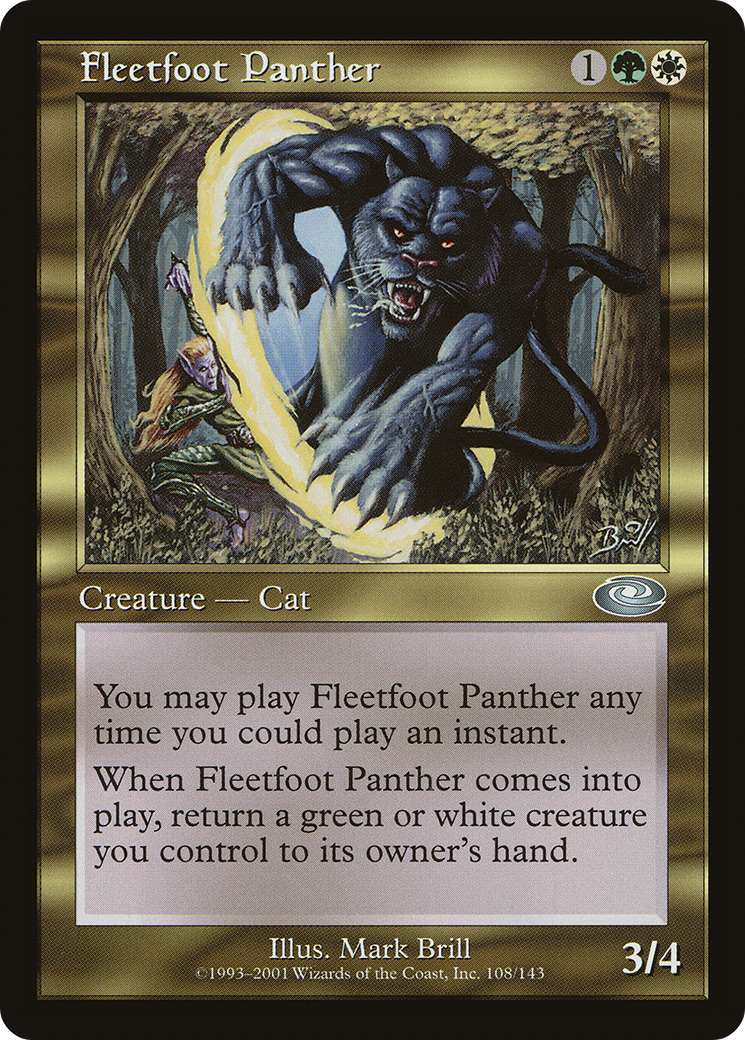 Fleetfoot Panther 1
Brill
Creature — Cat
You may play Fleetfoot Panther any
time you could play an instant.
When Fleetfoot Panther comes into
play, return a green or white creature
you control to its owner's hand.
Illus. Mark Brill
©1993–2001 Wizards of the Coast, Inc. 108/143
3/4